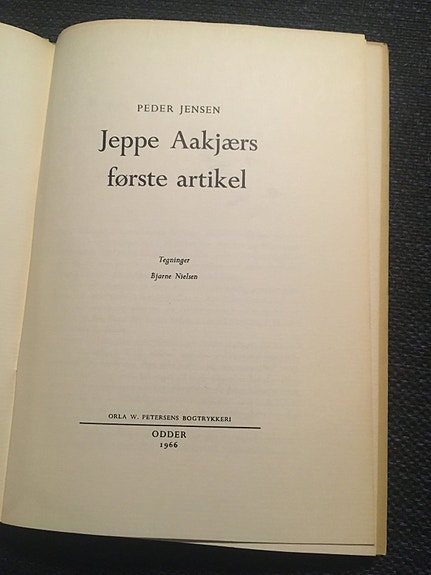 PEDER JENSEN
Jeppe Aakjærs
første artikel
Tegninger
Bjarne Nielsen
ORLA W. PETERSENS BOGTRYKKERI
ODDER
1966